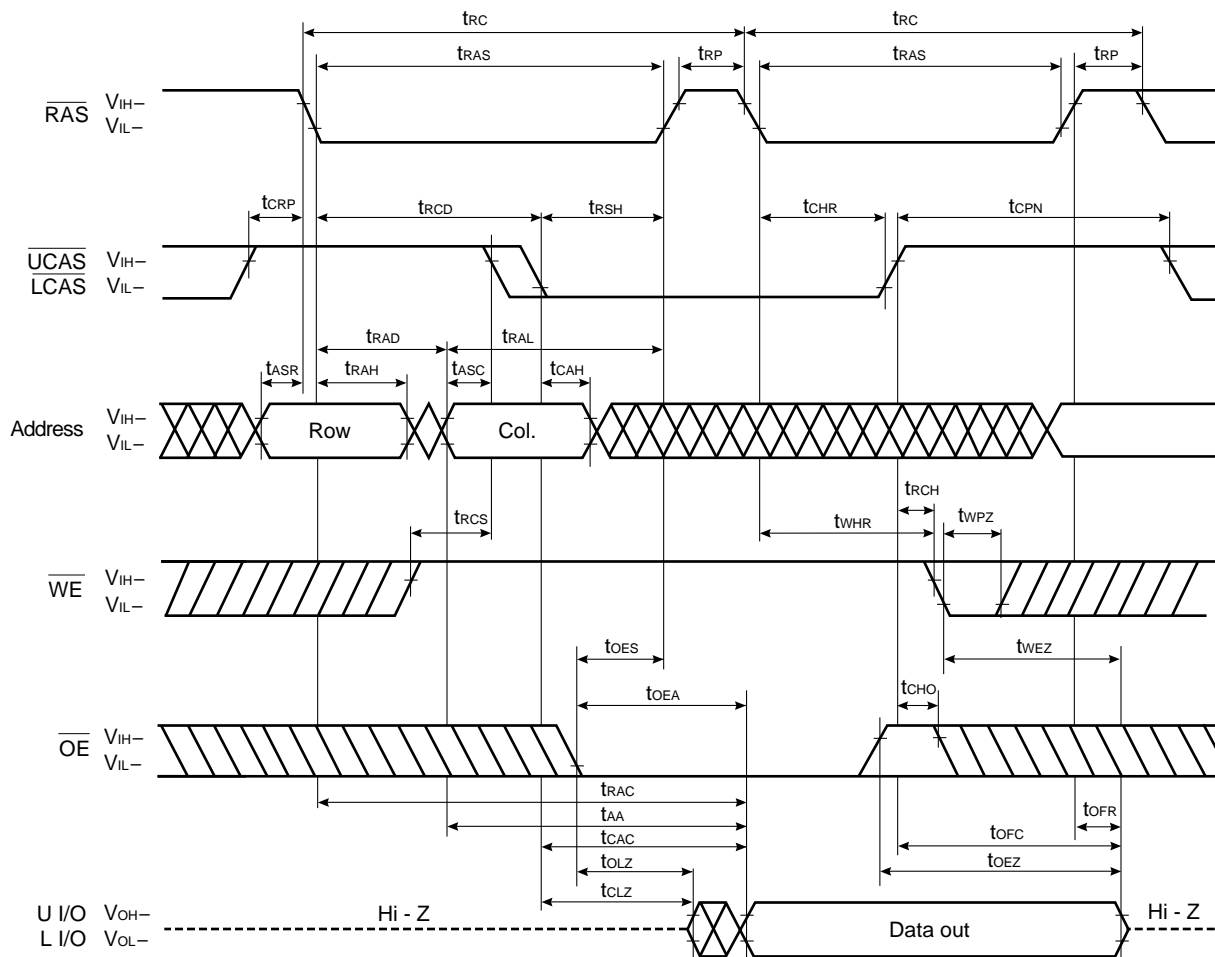 tRC tRC
tRAS tRP tRAS tRP
RAS VIH–
VIL–
tCRP tRCD tRSH tCHR tCPN
UCAS VIH–
LCAS VIL–
tRAD tRAL
tASR tRAH tASC tCAH
Address VIH–
VIL–
Row Col.
tRCH
tRCS tWHR tWPZ
WE VIH–
VIL–
tOES tWEZ
tCHO
tOEA
OE VIH–
VIL–
tRAC
tOFR
tAA
tOFC
tCAC
tOEZ
tOLZ
tCLZ
U I/O VOH– Hi - Z Hi - Z
L I/O VOL– Data out